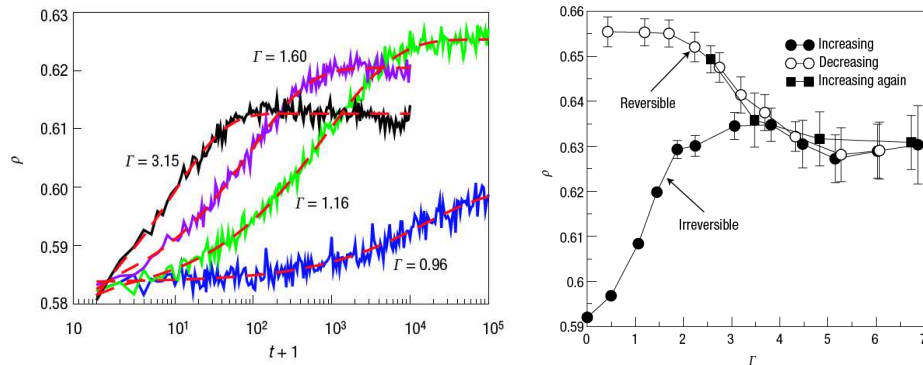 0.63
0.62
0.61
0.60
0.59
0.58
ρ
Γ = 1.60
Γ = 3.15
Γ = 1.16
Γ = 0.96
10 10¹ 10² 10³ 10⁴ 10⁵
t + 1
0.66
0.65
0.64
0.63
0.62
0.61
0.6
0.59
ρ
Increasing
Decreasing
Increasing again
Reversible
Irreversible
0 1 2 3 4 5 6 7
Γ